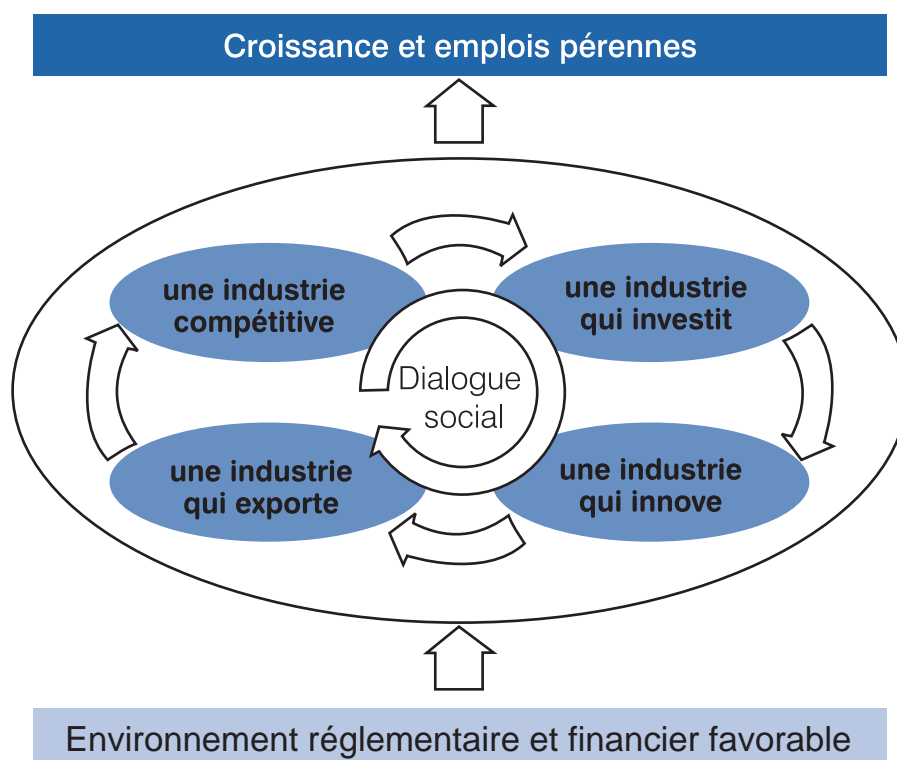 Croissance et emplois pérennes
une industrie
compétitive
une industrie
qui investit
Dialogue
social
une industrie
qui exporte
une industrie
qui innove
Environnement réglementaire et financier favorable